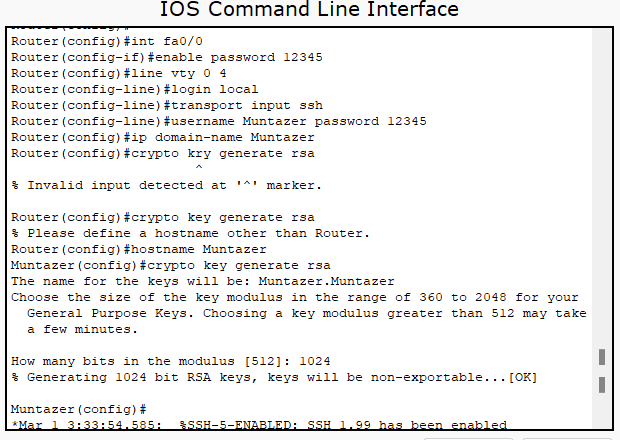 IOS Command Line Interface
Router(config)#int fa0/0
Router(config-if)#enable password 12345
Router(config)#line vty 0 4
Router(config-line)#login local
Router(config-line)#transport input ssh
Router(config-line)#username Muntazer password 12345
Router(config)#ip domain-name Muntazer
Router(config)#crypto kry generate rsa
^
% Invalid input detected at '^' marker.
Router(config)#crypto key generate rsa
% Please define a hostname other than Router.
Router(config)#hostname Muntazer
Muntazer(config)#crypto key generate rsa
The name for the keys will be: Muntazer.Muntazer
Choose the size of the key modulus in the range of 360 to 2048 for your
General Purpose Keys. Choosing a key modulus greater than 512 may take
a few minutes.
How many bits in the modulus [512]: 1024
% Generating 1024 bit RSA keys, keys will be non-exportable...[OK]
Muntazer(config)#
*Mar 1 3:33:54.585: %SSH-5-ENABLED: SSH 1.99 has been enabled